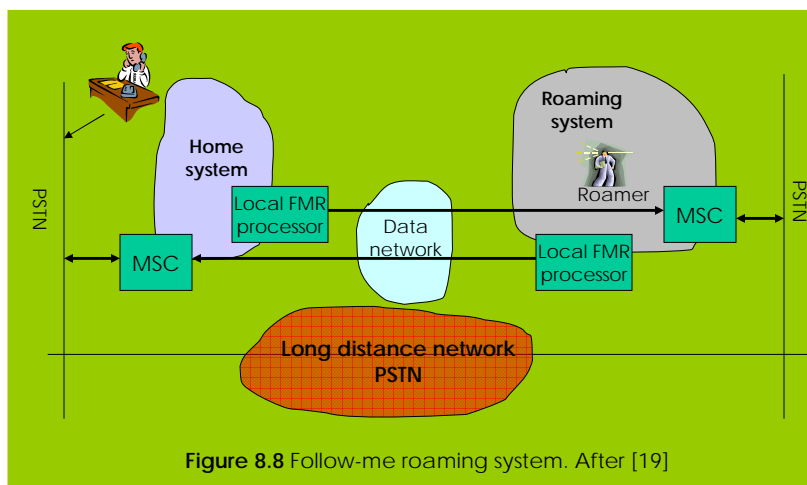 Roaming
system
Home
system
PSTN
PSTN
Roamer
Local FMR
processor
MSC
Data
network
MSC
Local FMR
processor
Long distance network
PSTN
Figure 8.8 Follow-me roaming system. After [19]